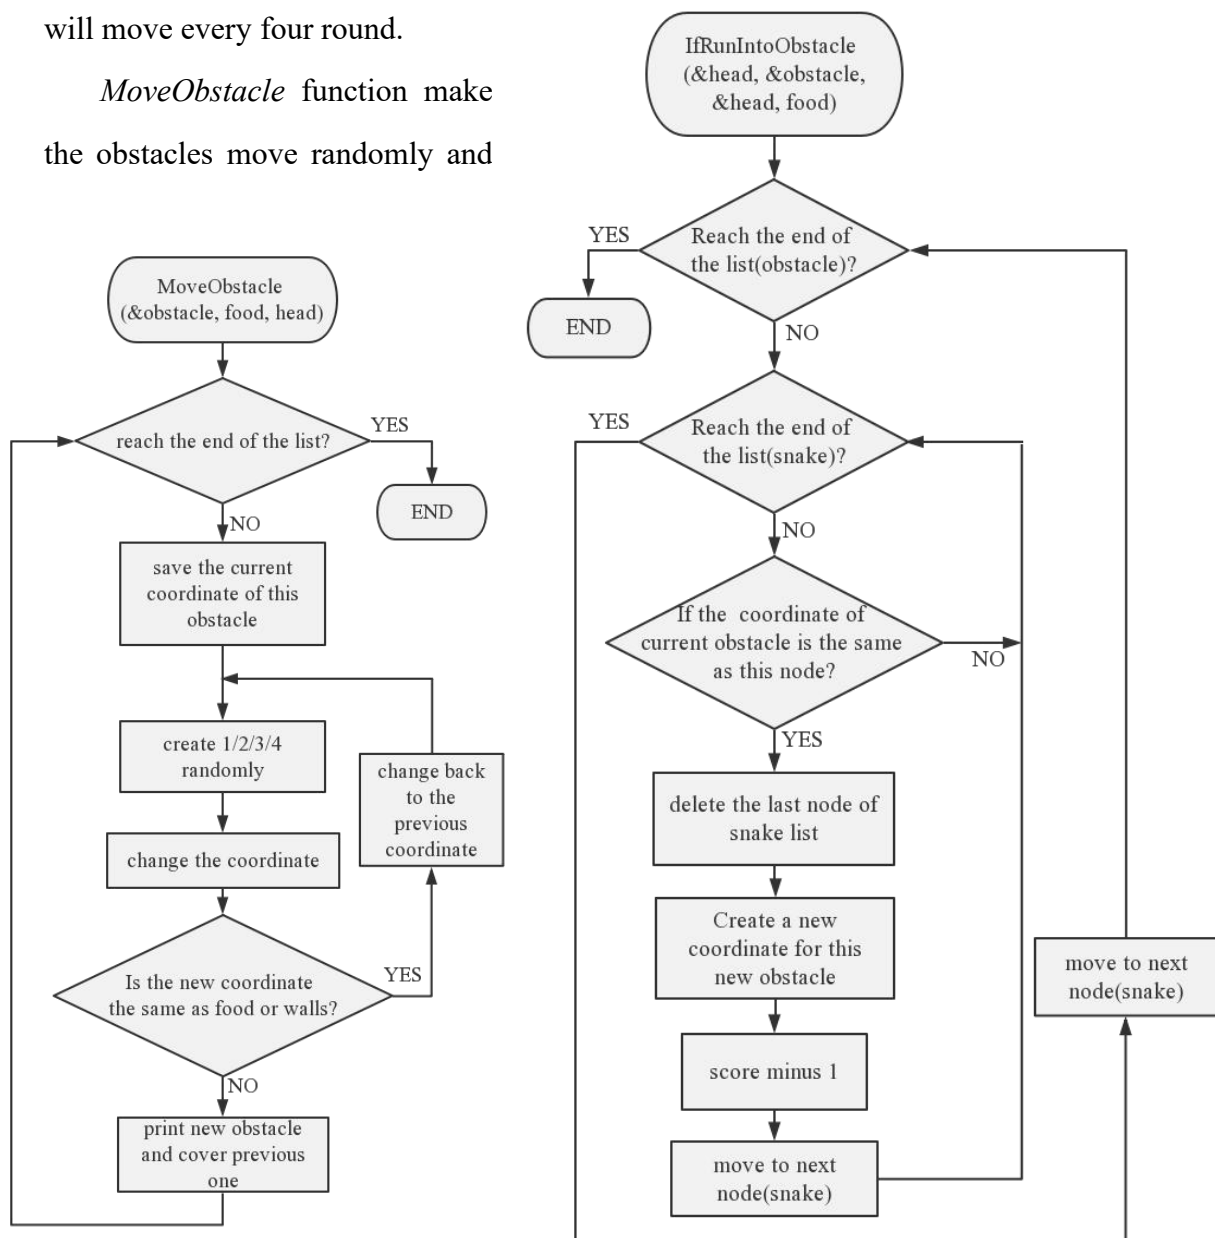 will move every four round.
MoveObstacle function make
the obstacles move randomly and
MoveObstacle
(&obstacle, food, head)
reach the end of the list?
YES
END
NO
save the current
coordinate of this
obstacle
create 1/2/3/4
randomly
change the coordinate
change back
to the
previous
coordinate
Is the new coordinate
the same as food or walls?
YES
NO
print new obstacle
and cover previous
one
IfRunIntoObstacle
(&head, &obstacle,
&head, food)
Reach the end of
the list(obstacle)?
YES
END
NO
Reach the end of
the list(snake)?
YES
NO
If the coordinate of
current obstacle is the same
as this node?
NO
YES
delete the last node of
snake list
Create a new
coordinate for this
new obstacle
score minus 1
move to next
node(snake)
move to next
node(snake)